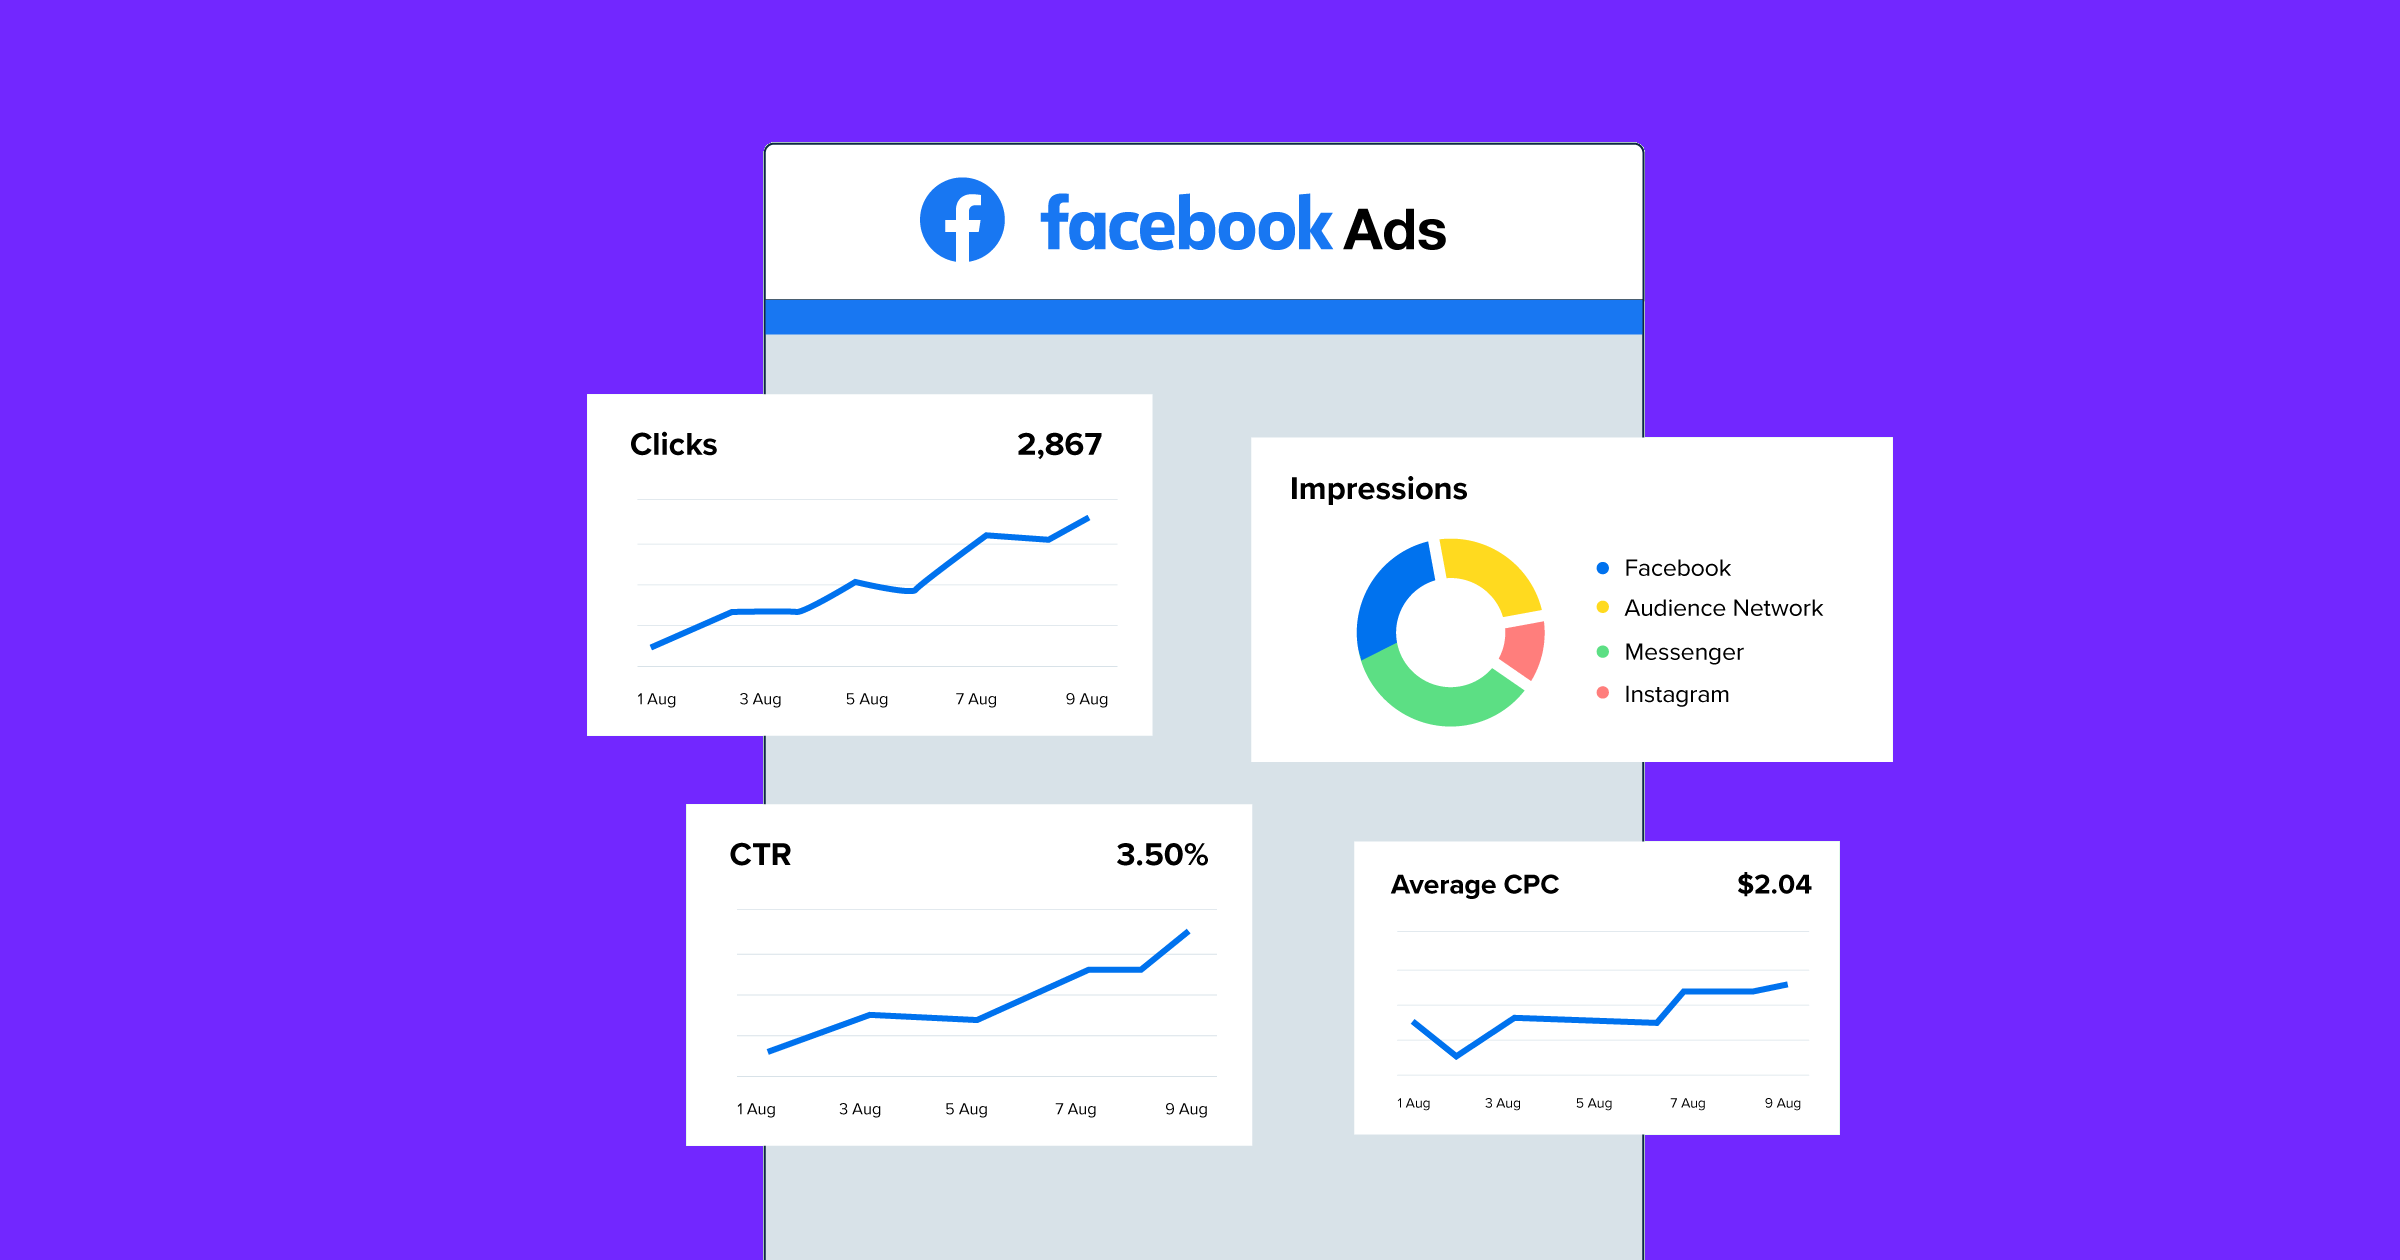 facebook Ads
Clicks 2,867
1 Aug 3 Aug 5 Aug 7 Aug 9 Aug
Impressions
Facebook
Audience Network
Messenger
Instagram
CTR 3.50%
1 Aug 3 Aug 5 Aug 7 Aug 9 Aug
Average CPC $2.04
1 Aug 3 Aug 5 Aug 7 Aug 9 Aug